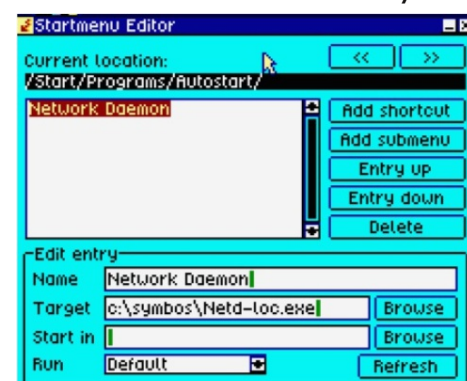 Startmenu Editor
Current location:
<< >>
/Start/Programs/Autostart/
Network Daemon
Add shortcut
Add submenu
Entry up
Entry down
Delete
Edit entry
Name Network Daemon
Target c:\symbos\Netd-loc.exe Browse
Start in Browse
Run Default Refresh